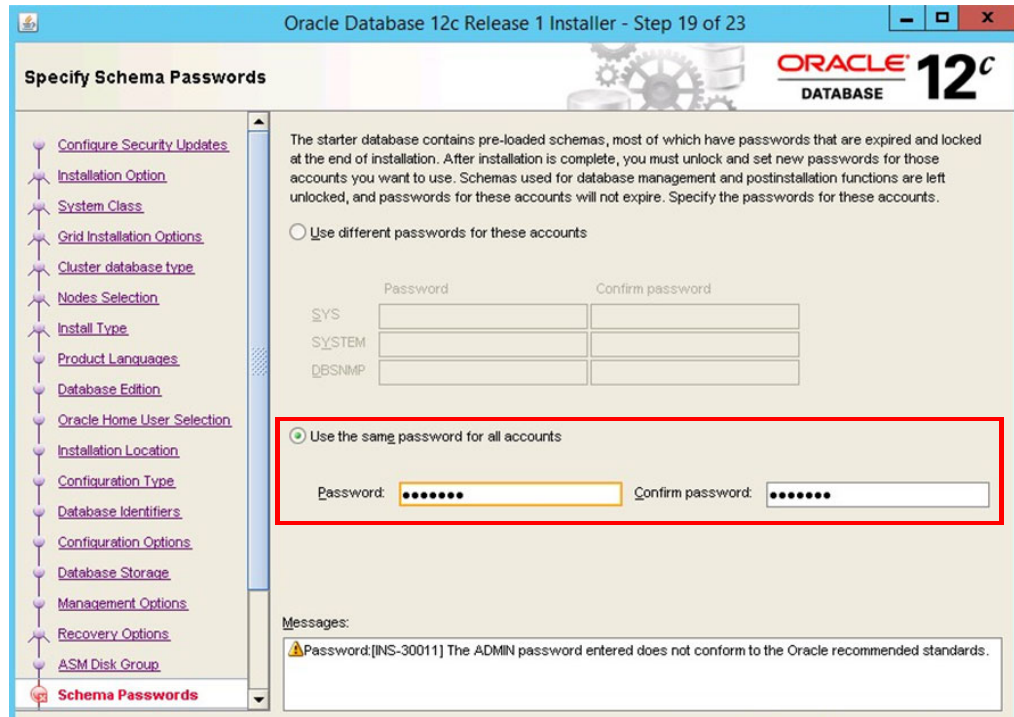 Oracle Database 12c Release 1 Installer - Step 19 of 23
Specify Schema Passwords
ORACLE®
DATABASE
12c
Configure Security Updates
Installation Option
System Class
Grid Installation Options
Cluster database type
Nodes Selection
Install Type
Product Languages
Database Edition
Oracle Home User Selection
Installation Location
Configuration Type
Database Identifiers
Configuration Options
Database Storage
Management Options
Recovery Options
ASM Disk Group
Schema Passwords
The starter database contains pre-loaded schemas, most of which have passwords that are expired and locked
at the end of installation. After installation is complete, you must unlock and set new passwords for those
accounts you want to use. Schemas used for database management and postinstallation functions are left
unlocked, and passwords for these accounts will not expire. Specify the passwords for these accounts.
Use different passwords for these accounts
Password Confirm password
SYS
SYSTEM
DBSNMP
Use the same password for all accounts
Password: ••••••• Confirm password: •••••••
Messages:
Password:[INS-30011] The ADMIN password entered does not conform to the Oracle recommended standards.